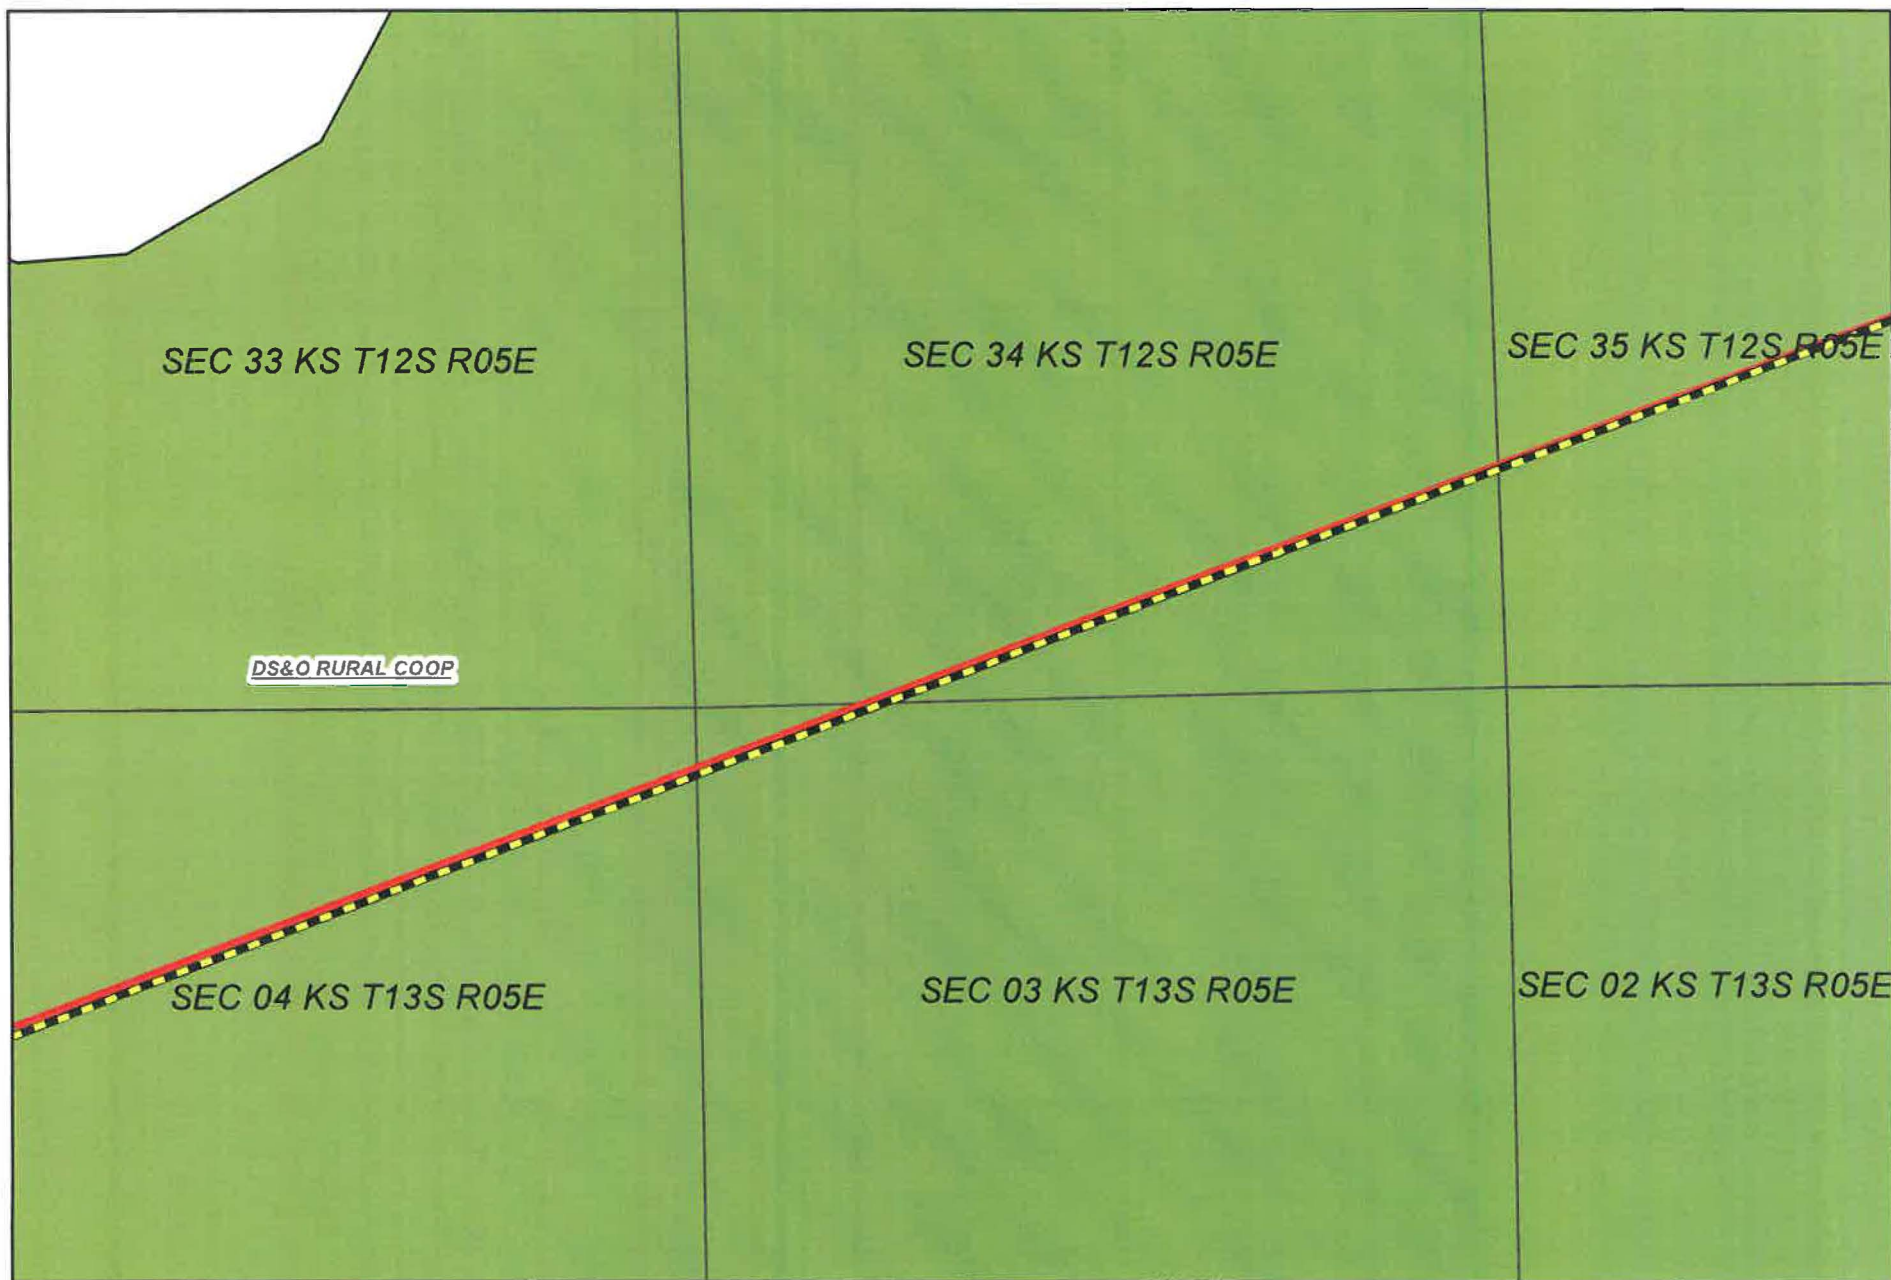 SEC 33 KS T12S R05E
SEC 34 KS T12S R05E
SEC 35 KS T12S R05E
DS&O RURAL COOP
SEC 04 KS T13S R05E
SEC 03 KS T13S R05E
SEC 02 KS T13S R05E